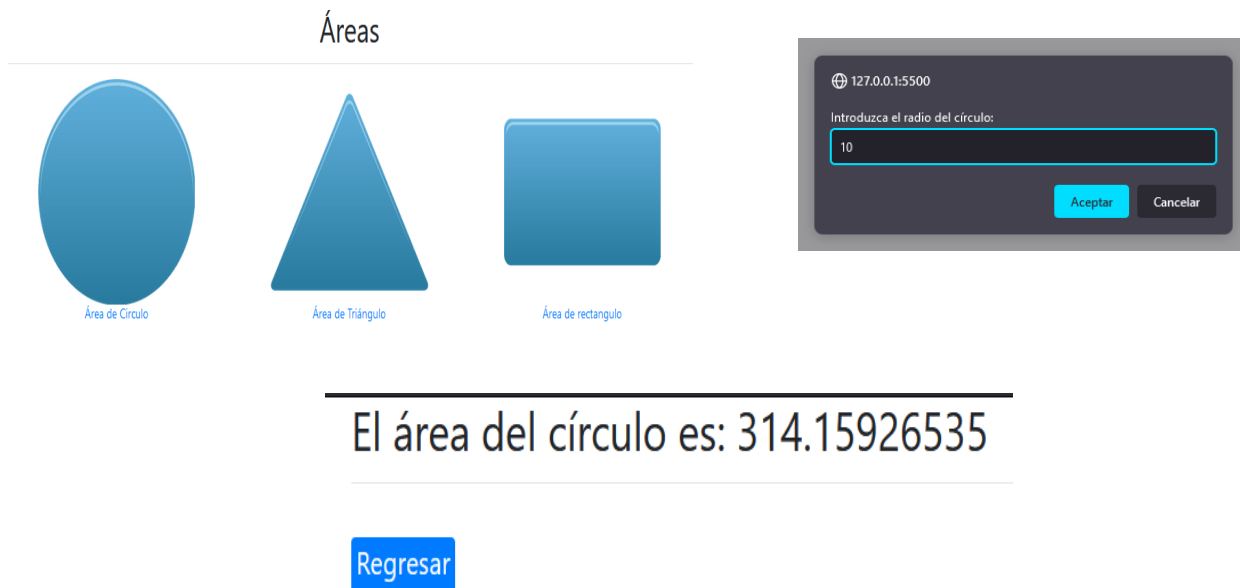 Áreas
Área de Circulo
Área de Triángulo
Área de rectangulo
127.0.0.1:5500
Introduzca el radio del círculo:
10
Aceptar
Cancelar
El área del círculo es: 314.15926535
Regresar